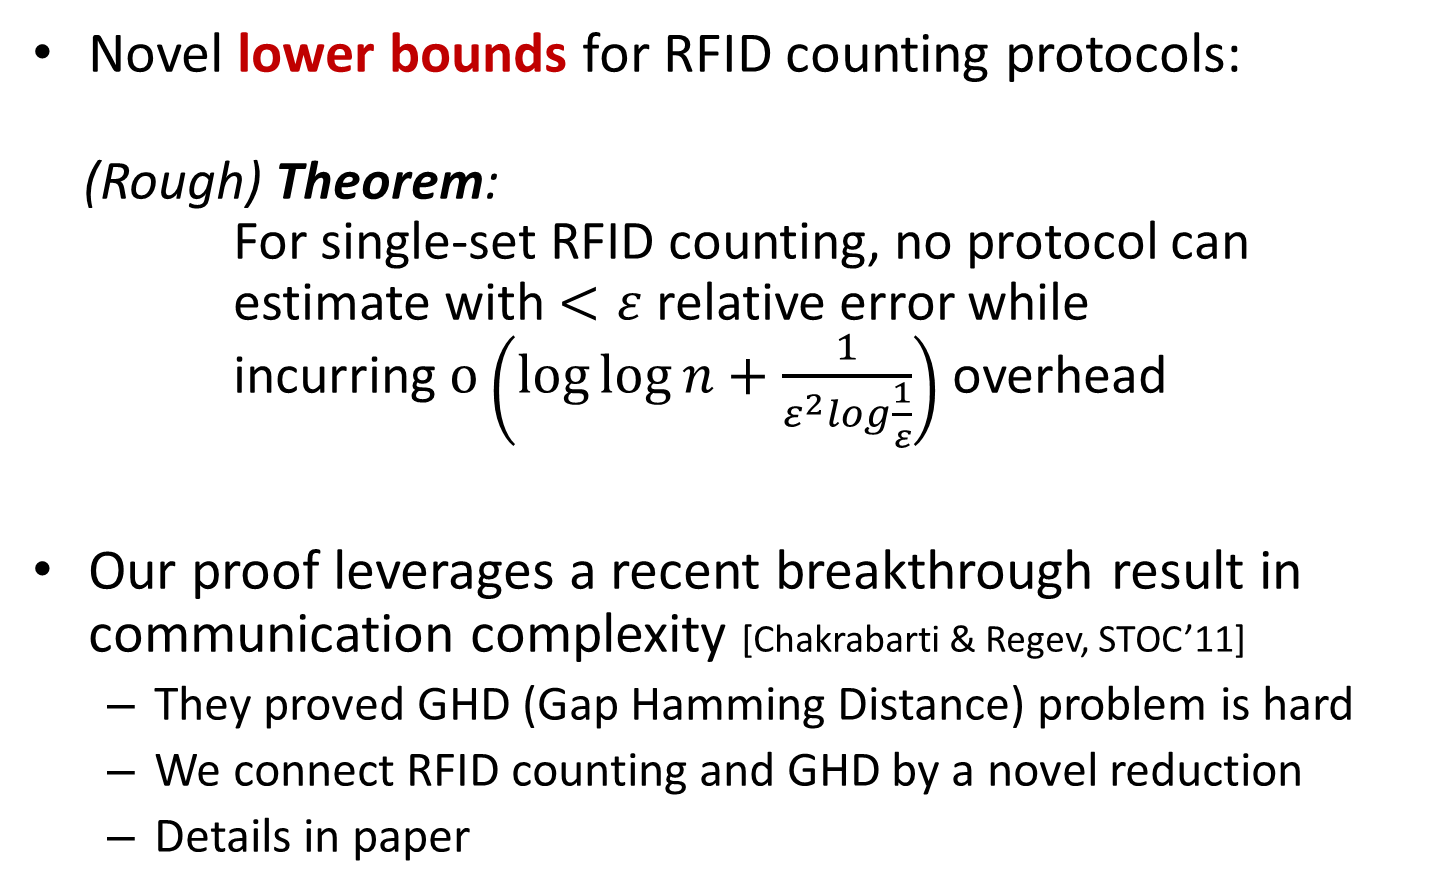 • Novel lower bounds for RFID counting protocols:
(Rough) Theorem:
For single-set RFID counting, no protocol can
estimate with < ε relative error while
incurring o(log log n + 1/(ε² log 1/ε)) overhead
• Our proof leverages a recent breakthrough result in
communication complexity [Chakrabarti & Regev, STOC’11]
– They proved GHD (Gap Hamming Distance) problem is hard
– We connect RFID counting and GHD by a novel reduction
– Details in paper